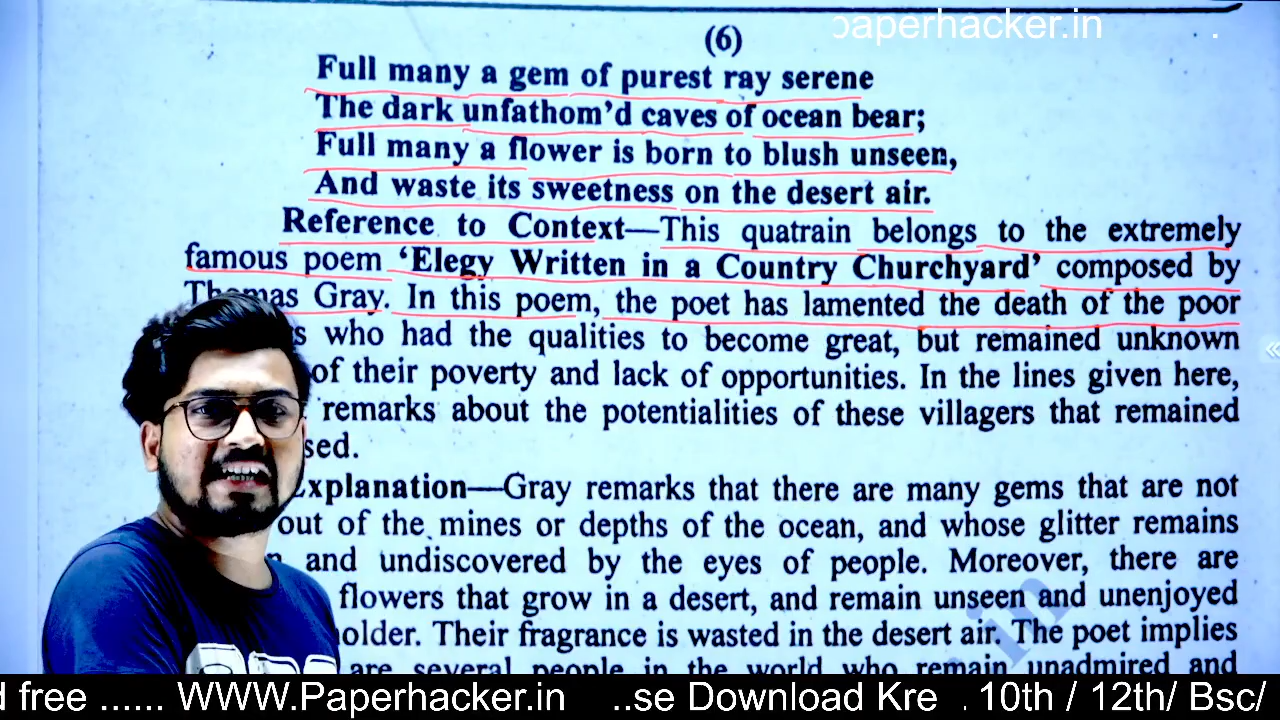 paperhacker.in .
(6)
Full many a gem of purest ray serene
The dark unfathom'd caves of ocean bear;
Full many a flower is born to blush unseen,
And waste its sweetness on the desert air.
Reference to Context—This quatrain belongs to the extremely
famous poem ‘Elegy Written in a Country Churchyard’ composed by
Thomas Gray. In this poem, the poet has lamented the death of the poor
who had the qualities to become great, but remained unknown
of their poverty and lack of opportunities. In the lines given here,
remarks about the potentialities of these villagers that remained
Explanation—Gray remarks that there are many gems that are not
out of the mines or depths of the ocean, and whose glitter remains
and undiscovered by the eyes of people. Moreover, there are
flowers that grow in a desert, and remain unseen and unenjoyed
Their fragrance is wasted in the desert air. The poet implies
are several people in the world who remain unadmired and
in
free ...... WWW.Paperhacker.in ..se Download Kre . 10th / 12th/ Bsc/